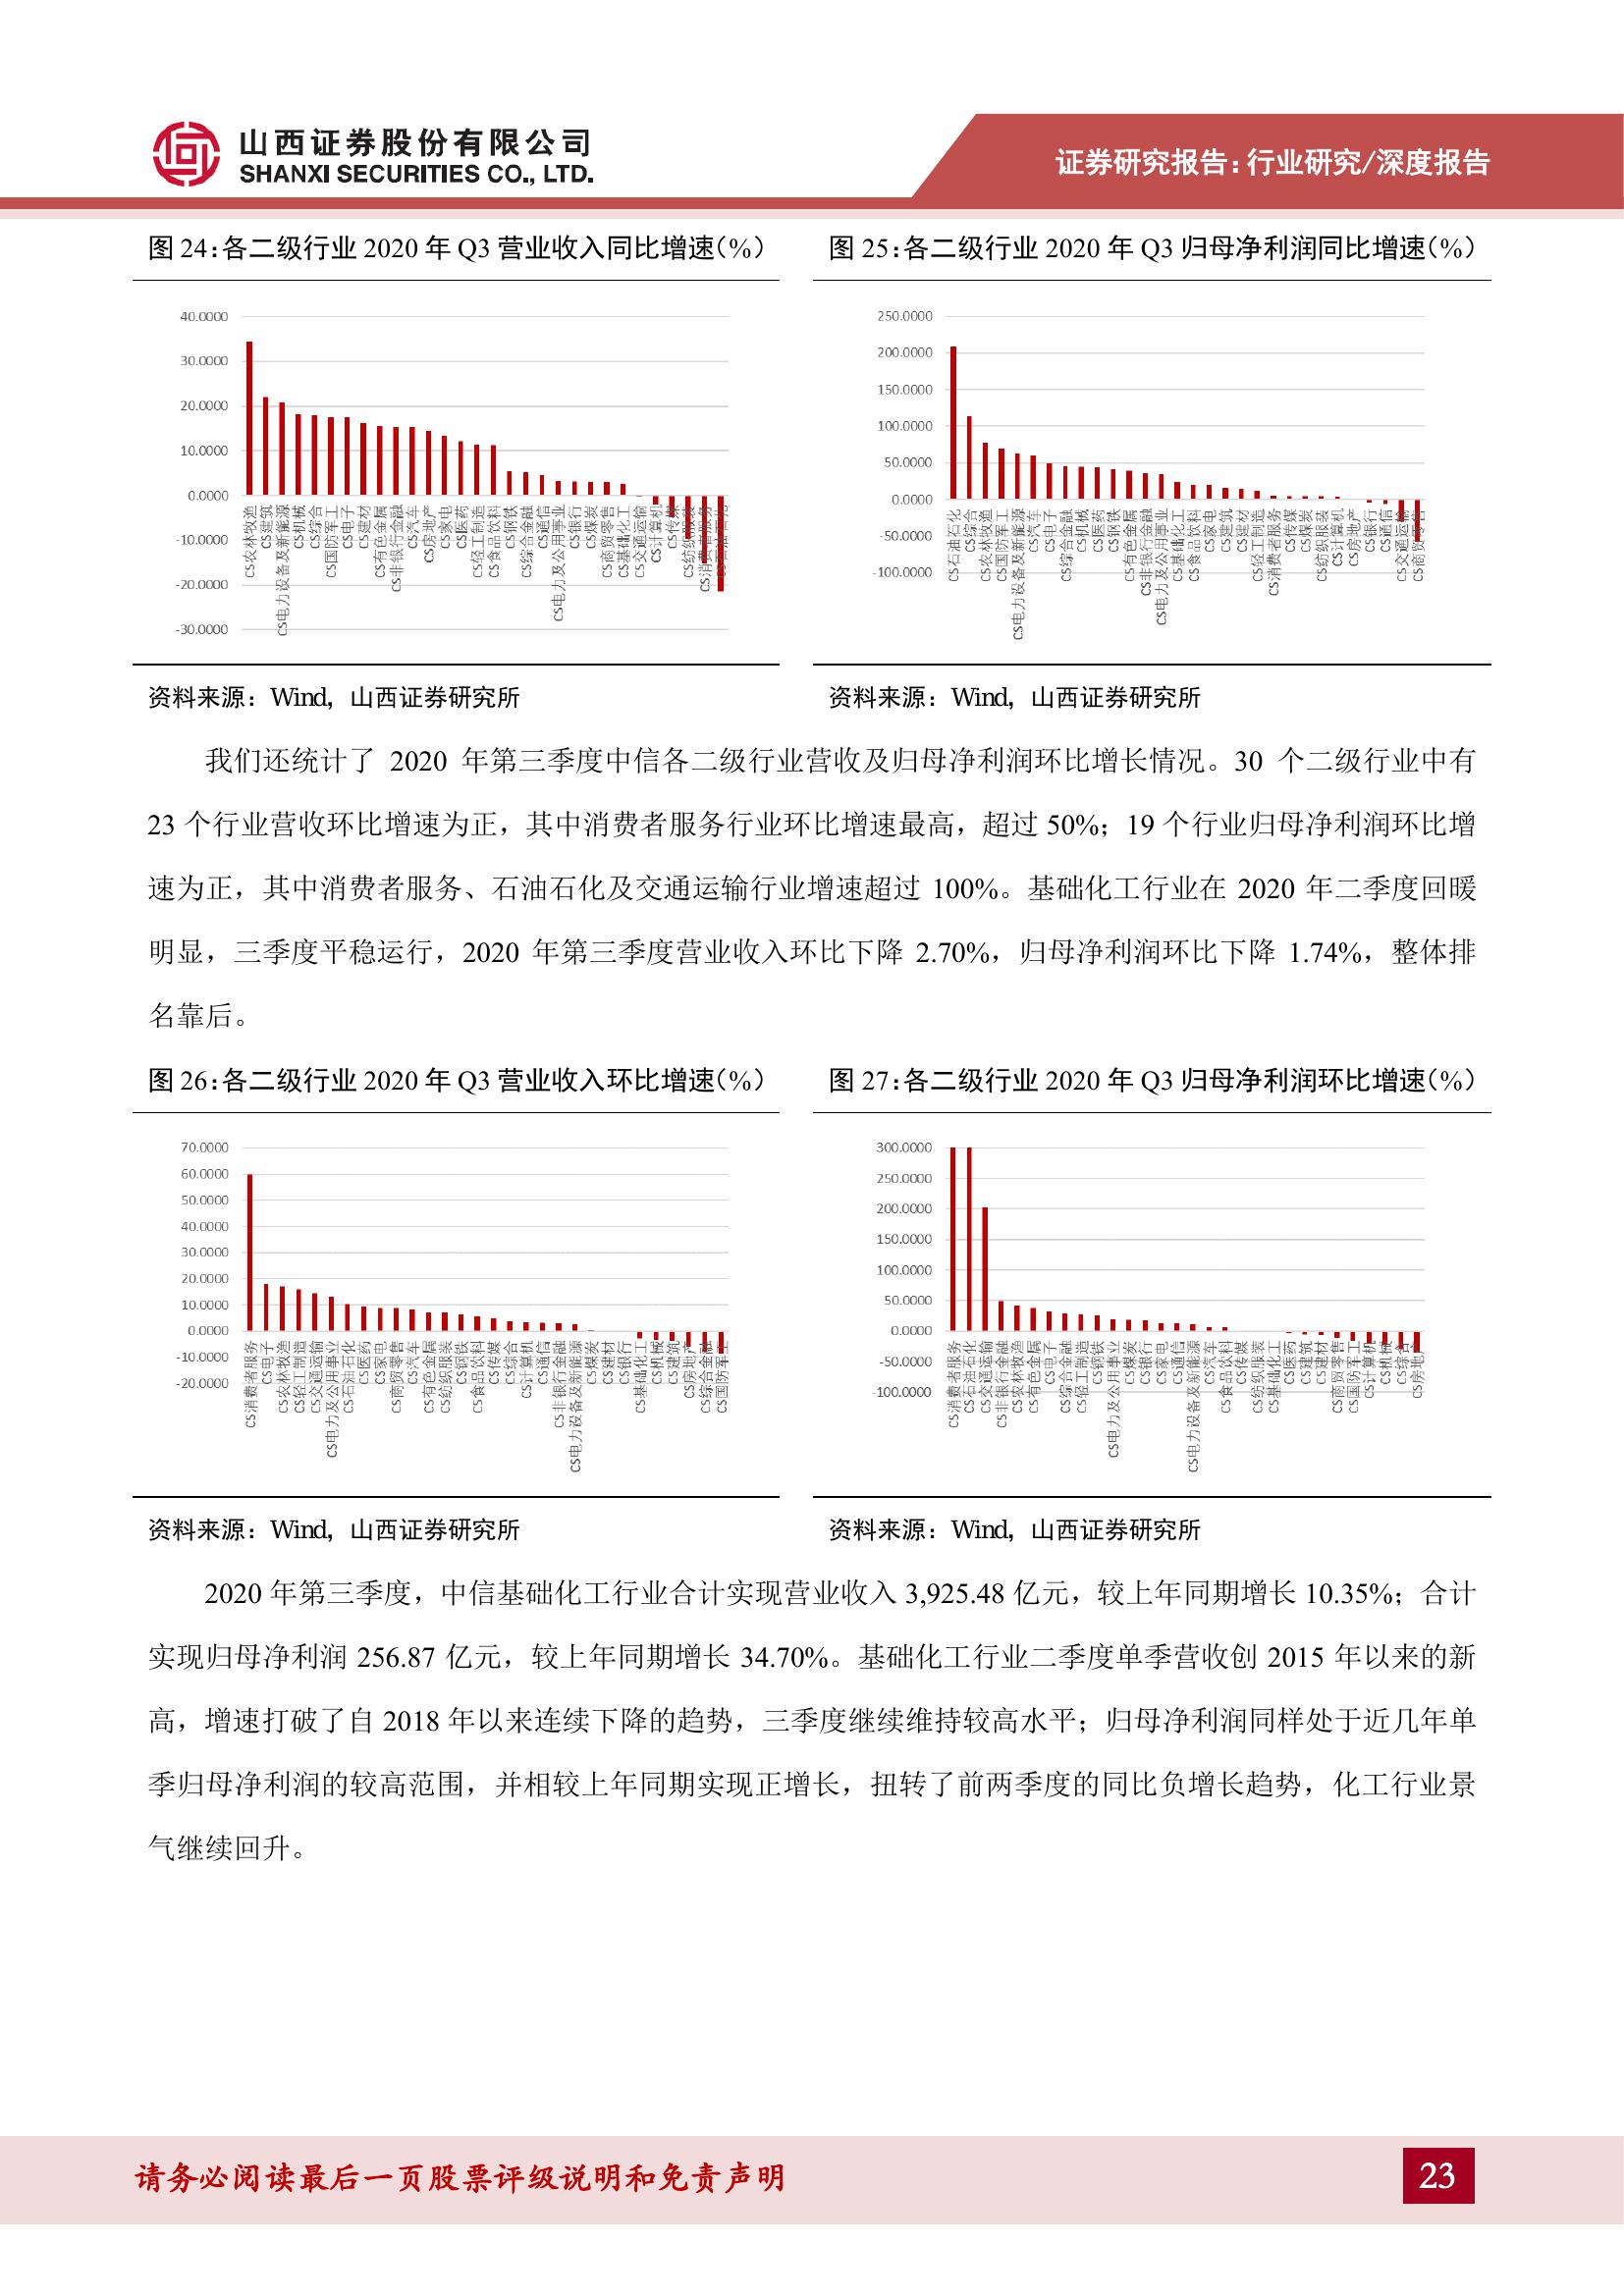 山西证券股份有限公司
SHANXI SECURITIES CO., LTD.
证券研究报告：行业研究/深度报告
图 24：各二级行业 2020 年 Q3 营业收入同比增速（%）
40.0000
30.0000
20.0000
10.0000
0.0000
-10.0000
-20.0000
-30.0000
CS农林牧渔
CS建筑
CS电力设备及新能源
CS机械
CS综合
CS国防军工
CS电子
CS建材
CS有色金属
CS非银行金融
CS汽车
CS房地产
CS家电
CS医药
CS轻工制造
CS食品饮料
CS钢铁
CS综合金融
CS通信
CS电力及公用事业
CS银行
CS煤炭
CS商贸零售
CS基础化工
CS交通运输
CS计算机
CS传媒
CS纺织服装
CS消费者服务
CS石油石化
图 25：各二级行业 2020 年 Q3 归母净利润同比增速（%）
250.0000
200.0000
150.0000
100.0000
50.0000
0.0000
-50.0000
-100.0000
CS石油石化
CS综合
CS农林牧渔
CS国防军工
CS电力设备及新能源
CS汽车
CS电子
CS综合金融
CS机械
CS医药
CS钢铁
CS有色金属
CS非银行金融
CS电力及公用事业
CS基础化工
CS食品饮料
CS家电
CS建筑
CS建材
CS轻工制造
CS消费者服务
CS传媒
CS煤炭
CS纺织服装
CS计算机
CS房地产
CS银行
CS通信
CS交通运输
CS商贸零售
资料来源：Wind，山西证券研究所
资料来源：Wind，山西证券研究所
我们还统计了 2020 年第三季度中信各二级行业营收及归母净利润环比增长情况。30 个二级行业中有
23 个行业营收环比增速为正，其中消费者服务行业环比增速最高，超过 50%；19 个行业归母净利润环比增
速为正，其中消费者服务、石油石化及交通运输行业增速超过 100%。基础化工行业在 2020 年二季度回暖
明显，三季度平稳运行，2020 年第三季度营业收入环比下降 2.70%，归母净利润环比下降 1.74%，整体排
名靠后。
图 26：各二级行业 2020 年 Q3 营业收入环比增速（%）
70.0000
60.0000
50.0000
40.0000
30.0000
20.0000
10.0000
0.0000
-10.0000
-20.0000
CS消费者服务
CS电子
CS农林牧渔
CS轻工制造
CS交通运输
CS电力及公用事业
CS石油石化
CS医药
CS家电
CS商贸零售
CS汽车
CS有色金属
CS纺织服装
CS钢铁
CS食品饮料
CS传媒
CS综合
CS计算机
CS通信
CS非银行金融
CS电力设备及新能源
CS煤炭
CS建材
CS银行
CS基础化工
CS机械
CS建筑
CS房地产
CS综合金融
CS国防军工
图 27：各二级行业 2020 年 Q3 归母净利润环比增速（%）
300.0000
250.0000
200.0000
150.0000
100.0000
50.0000
0.0000
-50.0000
-100.0000
CS消费者服务
CS石油石化
CS交通运输
CS非银行金融
CS农林牧渔
CS有色金属
CS电子
CS综合金融
CS轻工制造
CS钢铁
CS电力及公用事业
CS煤炭
CS银行
CS家电
CS通信
CS电力设备及新能源
CS汽车
CS食品饮料
CS传媒
CS纺织服装
CS基础化工
CS医药
CS建筑
CS建材
CS商贸零售
CS国防军工
CS计算机
CS机械
CS综合
CS房地产
资料来源：Wind，山西证券研究所
资料来源：Wind，山西证券研究所
2020 年第三季度，中信基础化工行业合计实现营业收入 3,925.48 亿元，较上年同期增长 10.35%；合计
实现归母净利润 256.87 亿元，较上年同期增长 34.70%。基础化工行业二季度单季营收创 2015 年以来的新
高，增速打破了自 2018 年以来连续下降的趋势，三季度继续维持较高水平；归母净利润同样处于近几年单
季归母净利润的较高范围，并相较上年同期实现正增长，扭转了前两季度的同比负增长趋势，化工行业景
气继续回升。
请务必阅读最后一页股票评级说明和免责声明
23